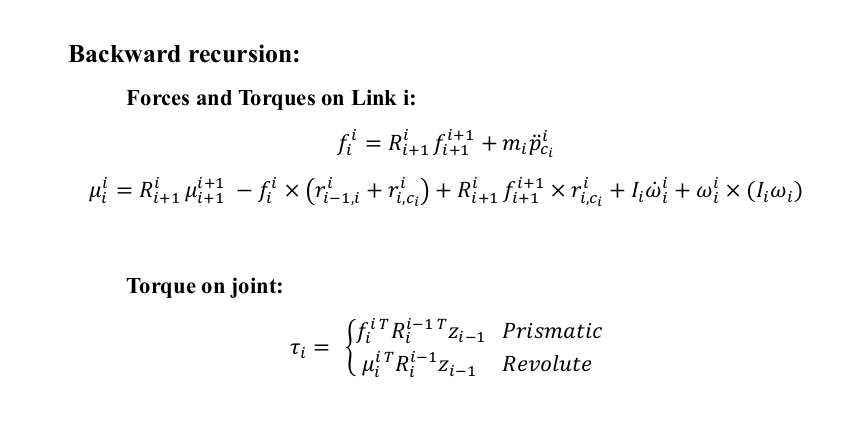 Backward recursion:
Forces and Torques on Link i:
$f_i^i = R_{i+1}^i f_{i+1}^{i+1} + m_i \ddot{p}_{c_i}^i$
$\mu_i^i = R_{i+1}^i \mu_{i+1}^{i+1} - f_i^i \times (r_{i-1,i}^i + r_{i,c_i}^i) + R_{i+1}^i f_{i+1}^{i+1} \times r_{i,c_i}^i + I_i \dot{\omega}_i^i + \omega_i^i \times (I_i \omega_i)$
Torque on joint:
$\tau_i = \begin{cases} f_i^{i\,T} R_i^{i-1\,T} z_{i-1} & Prismatic \\ \mu_i^{i\,T} R_i^{i-1} z_{i-1} & Revolute \end{cases}$